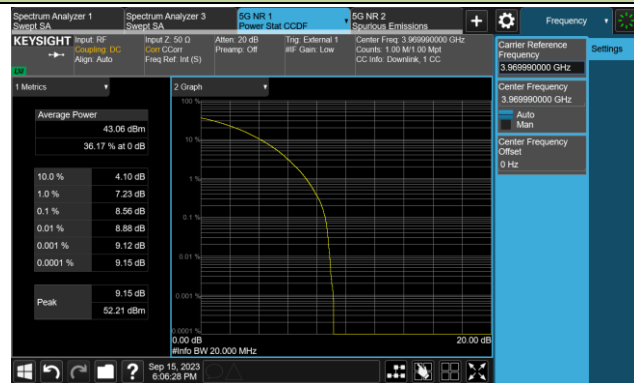 Spectrum Analyzer 1
Swept SA
Spectrum Analyzer 3
Swept SA
5G NR 1
Power Stat CCDF
5G NR 2
Spurious Emissions
+
Frequency
KEYSIGHT
Input: RF
Coupling: DC
Align: Auto
Input Z: 50 Ω
Corr CCorr
Freq Ref: Int (S)
Atten: 20 dB
Preamp: Off
Trig: External 1
#IF Gain: Low
Center Freq: 3.969990000 GHz
Counts: 1.00 M/1.00 Mpt
CC Info: Downlink, 1 CC
Carrier Reference
Frequency
3.969990000 GHz
Settings
Center Frequency
3.969990000 GHz
Auto
Man
Center Frequency
Offset
0 Hz
1 Metrics
Average Power
43.06 dBm
36.17 % at 0 dB
10.0 % 4.10 dB
1.0 % 7.23 dB
0.1 % 8.56 dB
0.01 % 8.88 dB
0.001 % 9.12 dB
0.0001 % 9.15 dB
Peak
9.15 dB
52.21 dBm
2 Graph
100 %
10 %
1 %
0.1 %
0.01 %
0.001 %
0.0001 %
0.00 dB
20.00 dB
#Info BW 20.000 MHz
?
Sep 15, 2023
6:06:28 PM